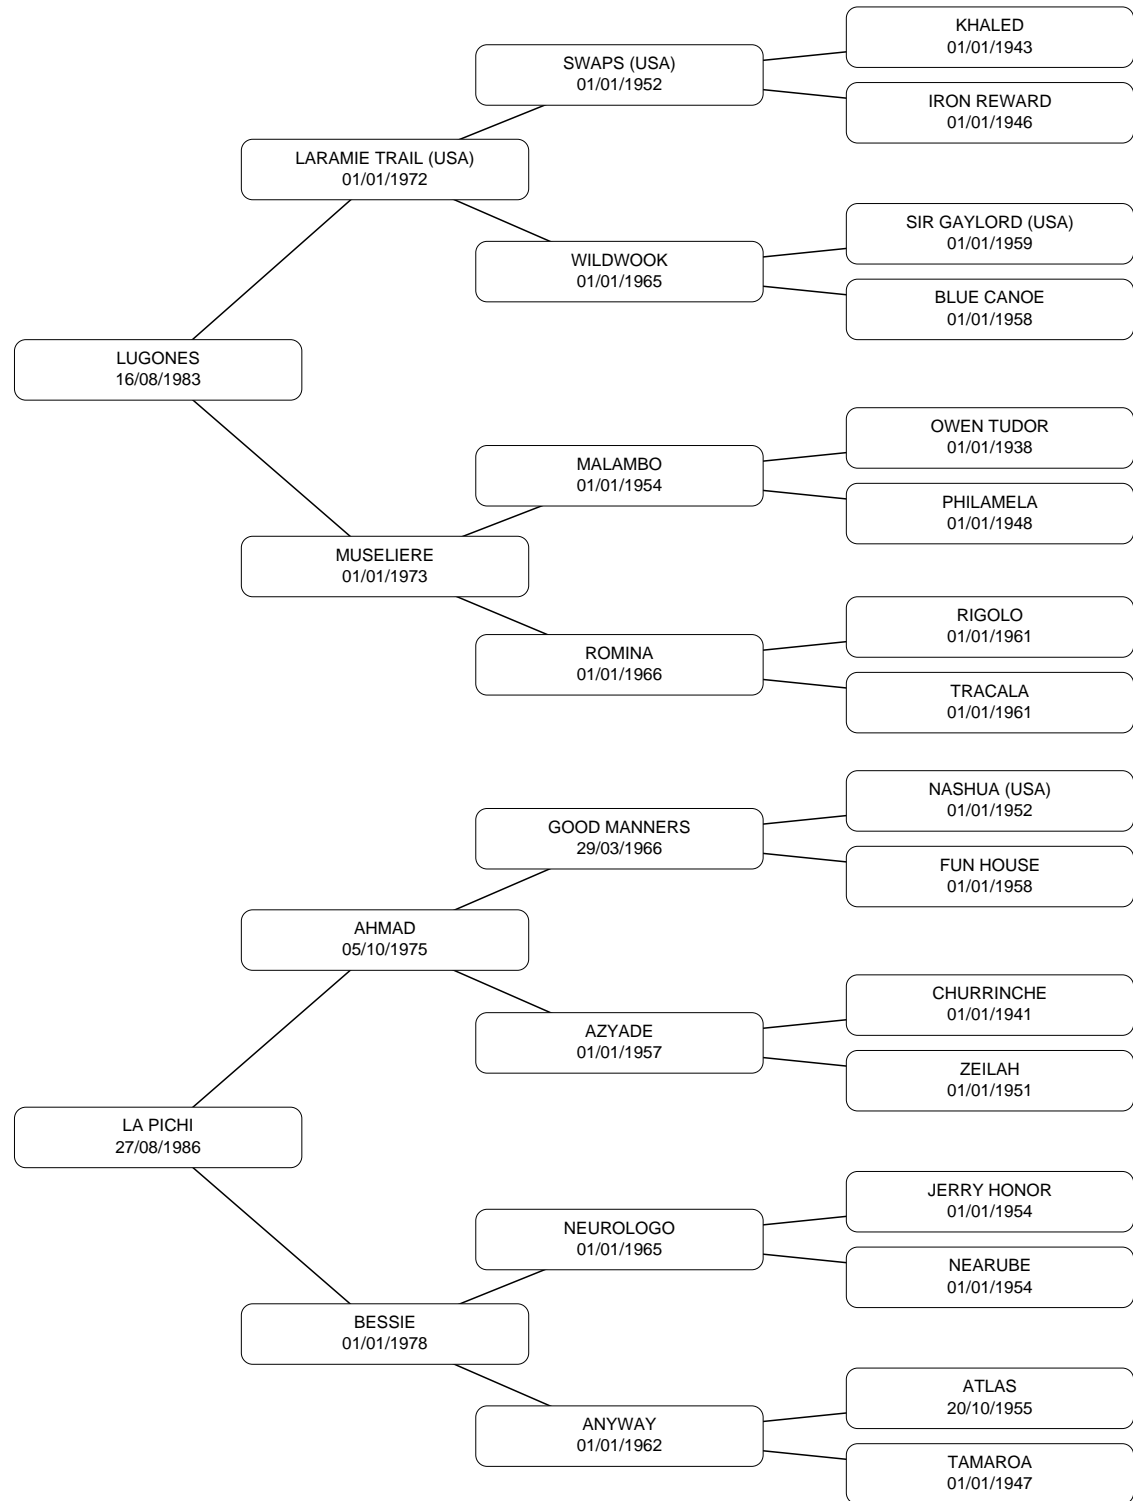 KHALED
01/01/1943
SWAPS (USA)
01/01/1952
IRON REWARD
01/01/1946
LARAMIE TRAIL (USA)
01/01/1972
SIR GAYLORD (USA)
01/01/1959
WILDWOOK
01/01/1965
BLUE CANOE
01/01/1958
LUGONES
16/08/1983
OWEN TUDOR
01/01/1938
MALAMBO
01/01/1954
PHILAMELA
01/01/1948
MUSELIERE
01/01/1973
RIGOLO
01/01/1961
ROMINA
01/01/1966
TRACALA
01/01/1961
NASHUA (USA)
01/01/1952
GOOD MANNERS
29/03/1966
FUN HOUSE
01/01/1958
AHMAD
05/10/1975
CHURRINCHE
01/01/1941
AZYADE
01/01/1957
ZEILAH
01/01/1951
LA PICHI
27/08/1986
JERRY HONOR
01/01/1954
NEUROLOGO
01/01/1965
NEARUBE
01/01/1954
BESSIE
01/01/1978
ATLAS
20/10/1955
ANYWAY
01/01/1962
TAMAROA
01/01/1947